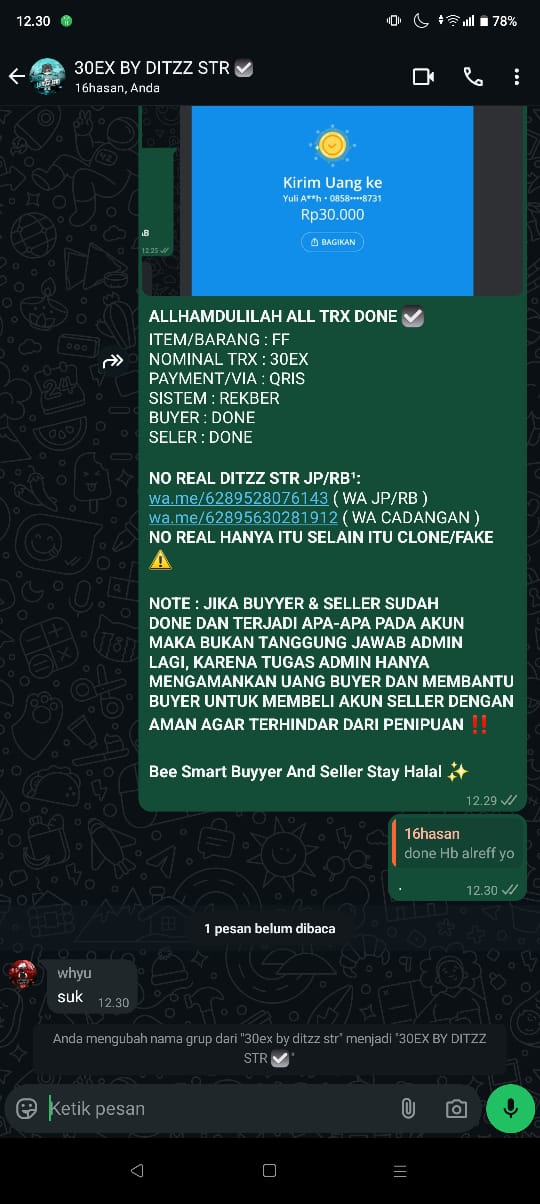 12.30
78%
30EX BY DITZZ STR ☑
16hasan, Anda
.B
12.25
Kirim Uang ke
Yuli A**h • 0858••••8731
Rp30.000
BAGIKAN
ALLHAMDULILAH ALL TRX DONE ☑
ITEM/BARANG : FF
NOMINAL TRX : 30EX
PAYMENT/VIA : QRIS
SISTEM : REKBER
BUYER : DONE
SELER : DONE
NO REAL DITZZ STR JP/RB¹:
wa.me/6289528076143 ( WA JP/RB )
wa.me/62895630281912 ( WA CADANGAN )
NO REAL HANYA ITU SELAIN ITU CLONE/FAKE
⚠️
NOTE : JIKA BUYYER & SELLER SUDAH
DONE DAN TERJADI APA-APA PADA AKUN
MAKA BUKAN TANGGUNG JAWAB ADMIN
LAGI, KARENA TUGAS ADMIN HANYA
MENGAMANKAN UANG BUYER DAN MEMBANTU
BUYER UNTUK MEMBELI AKUN SELLER DENGAN
AMAN AGAR TERHINDAR DARI PENIPUAN ‼️
Bee Smart Buyyer And Seller Stay Halal ✨
12.29
16hasan
done Hb alreff yo
.
12.30
1 pesan belum dibaca
whyu
suk
12.30
Anda mengubah nama grup dari "30ex by ditzz str" menjadi "30EX BY DITZZ
STR ☑"
Ketik pesan